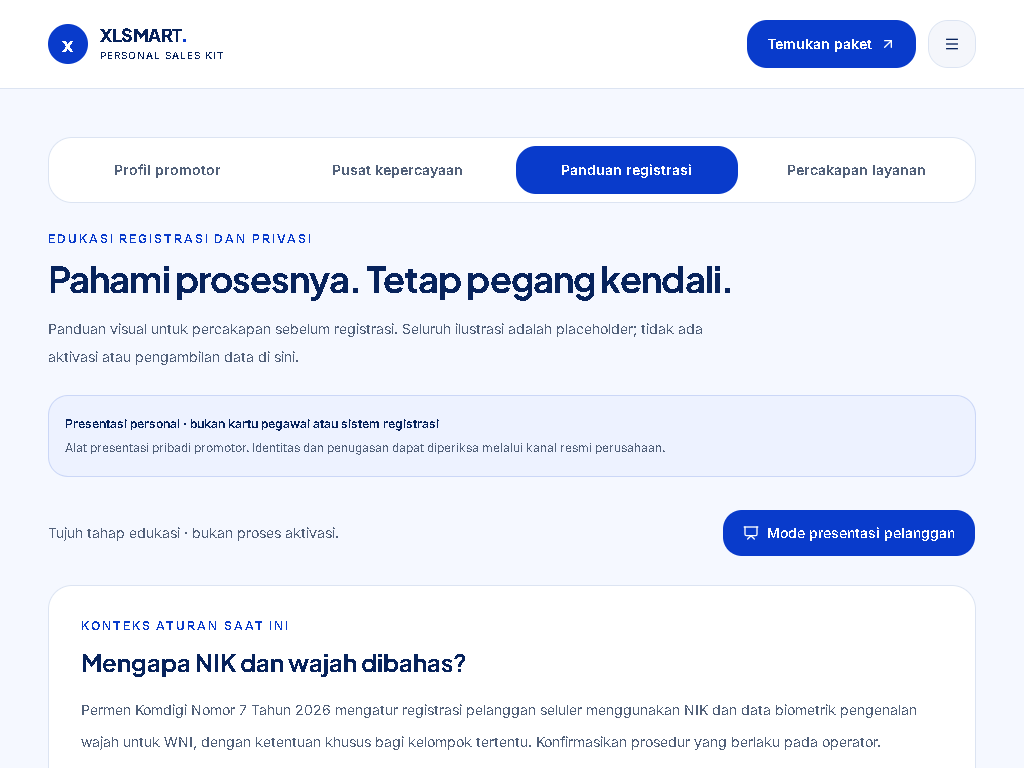 x
XLSMART.
PERSONAL SALES KIT
Temukan paket
Profil promotor
Pusat kepercayaan
Panduan registrasi
Percakapan layanan
EDUKASI REGISTRASI DAN PRIVASI
Pahami prosesnya. Tetap pegang kendali.
Panduan visual untuk percakapan sebelum registrasi. Seluruh ilustrasi adalah placeholder; tidak ada
aktivasi atau pengambilan data di sini.
Presentasi personal · bukan kartu pegawai atau sistem registrasi
Alat presentasi pribadi promotor. Identitas dan penugasan dapat diperiksa melalui kanal resmi perusahaan.
Tujuh tahap edukasi · bukan proses aktivasi.
Mode presentasi pelanggan
KONTEKS ATURAN SAAT INI
Mengapa NIK dan wajah dibahas?
Permen Komdigi Nomor 7 Tahun 2026 mengatur registrasi pelanggan seluler menggunakan NIK dan data biometrik pengenalan
wajah untuk WNI, dengan ketentuan khusus bagi kelompok tertentu. Konfirmasikan prosedur yang berlaku pada operator.